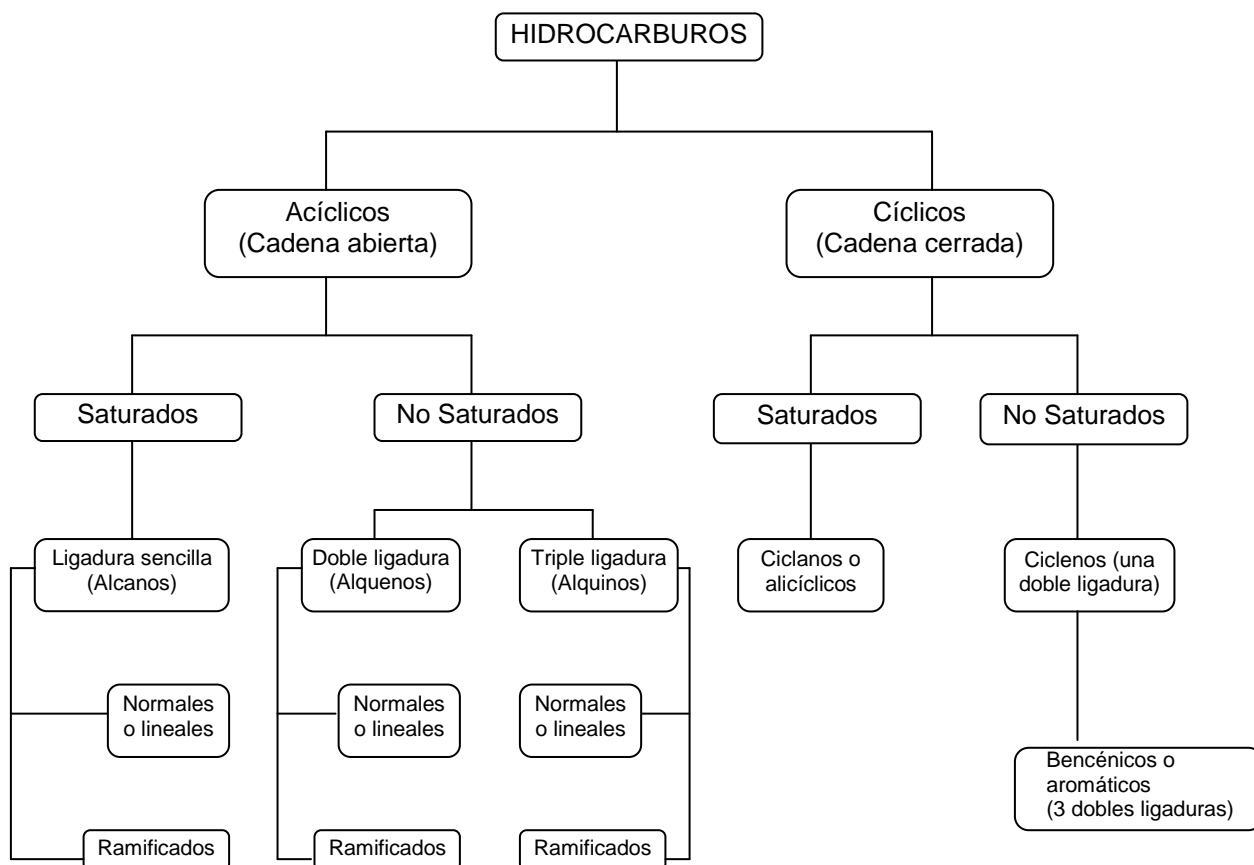 HIDROCARBUROS
Acíclicos
(Cadena abierta)
Cíclicos
(Cadena cerrada)
Saturados
No Saturados
Saturados
No Saturados
Ligadura sencilla
(Alcanos)
Doble ligadura
(Alquenos)
Triple ligadura
(Alquinos)
Ciclanos o
alicíclicos
Ciclenos (una
doble ligadura)
Normales
o lineales
Normales
o lineales
Normales
o lineales
Bencénicos o
aromáticos
(3 dobles ligaduras)
Ramificados
Ramificados
Ramificados